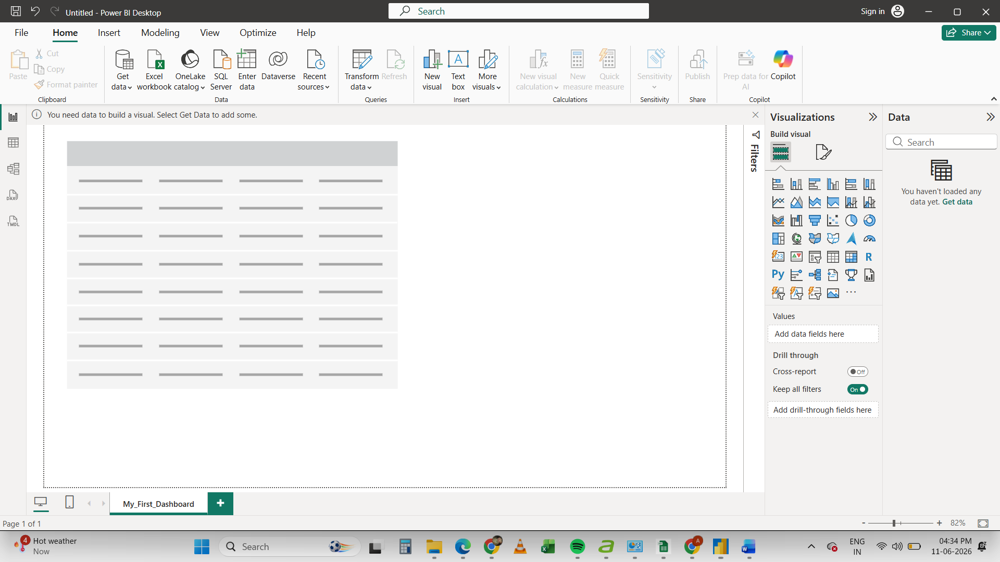 Untitled - Power BI Desktop
Search
Sign in
File
Home
Insert
Modeling
View
Optimize
Help
Share
Paste
Cut
Copy
Format painter
Clipboard
Get data
Excel workbook
OneLake catalog
SQL Server
Enter data
Dataverse
Recent sources
Data
Transform data
Refresh
Queries
New visual
Text box
More visuals
Insert
New visual calculation
New measure
Quick measure
Calculations
Sensitivity
Sensitivity
Publish
Share
Prep data for AI
Copilot
Copilot
You need data to build a visual. Select Get Data to add some.
Filters
DAX
TMDL
Visualizations
Build visual
123
R
Py
Values
Add data fields here
Drill through
Cross-report
Off
Keep all filters
On
Add drill-through fields here
Data
Search
You haven't loaded any
data yet. Get data
My_First_Dashboard
Page 1 of 1
82%
4
Hot weather
Now
Search
A
ENG
IN
04:34 PM
11-06-2026